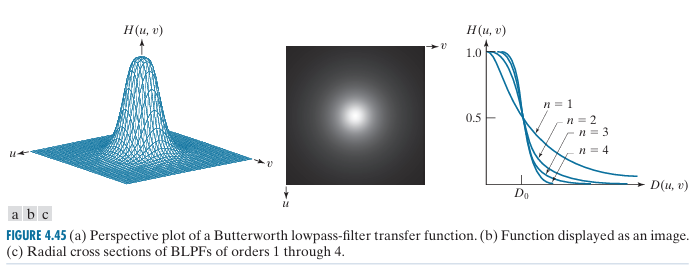 H(u, v)
u
v
v
u
H(u, v)
1.0
0.5
n = 1
n = 2
n = 3
n = 4
D₀
D(u, v)
a b c
FIGURE 4.45 (a) Perspective plot of a Butterworth lowpass-filter transfer function. (b) Function displayed as an image.
(c) Radial cross sections of BLPFs of orders 1 through 4.